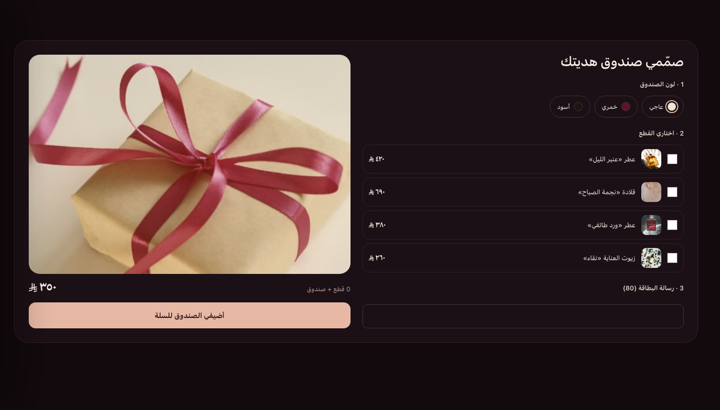 صمّمي صندوق هديتك
1 · لون الصندوق
عاجي
خمري
أسود
2 · اختاري القطع
عطر «عنبر الليل»
٤٢٠ ⃁
قلادة «نجمة الصباح»
٦٩٠ ⃁
عطر «ورد طائفي»
٣٨٠ ⃁
زيوت العناية «نقاء»
٢٦٠ ⃁
3 · رسالة البطاقة (80)
0 قطع + صندوق
٣٥٠ ⃁
أضيفي الصندوق للسلة